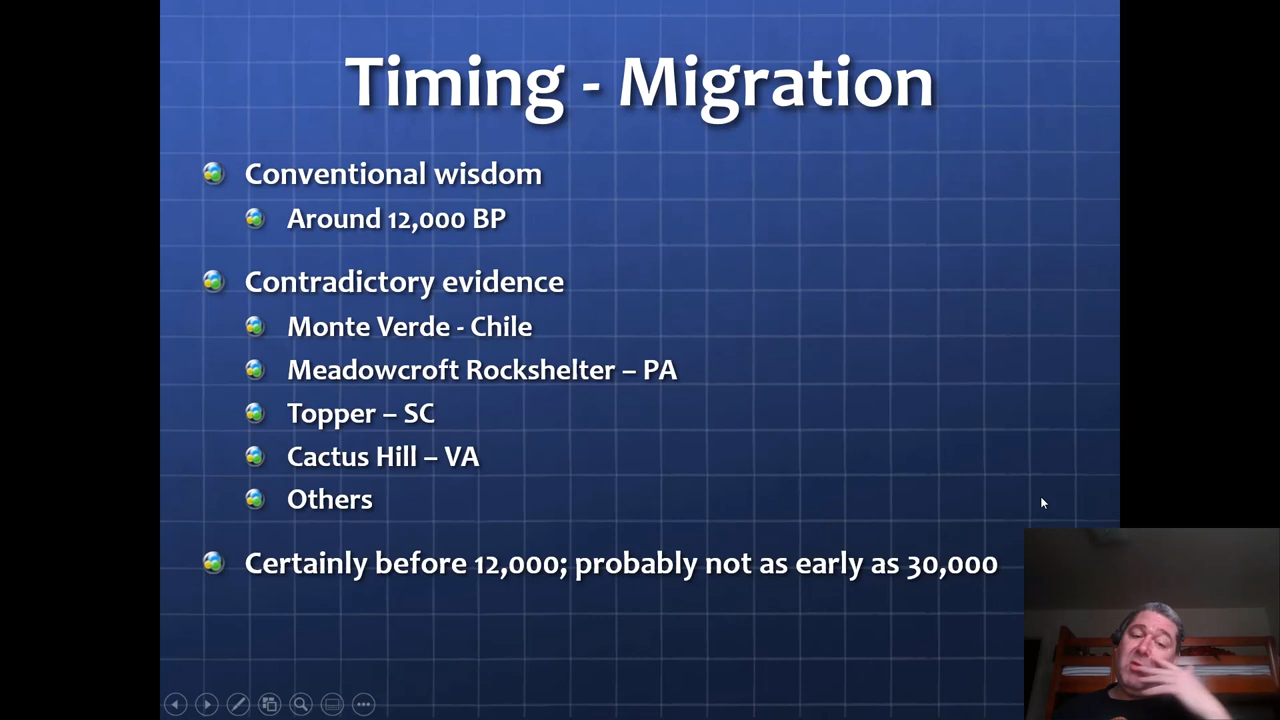 Timing - Migration
Conventional wisdom
Around 12,000 BP
Contradictory evidence
Monte Verde - Chile
Meadowcroft Rockshelter – PA
Topper – SC
Cactus Hill – VA
Others
Certainly before 12,000; probably not as early as 30,000